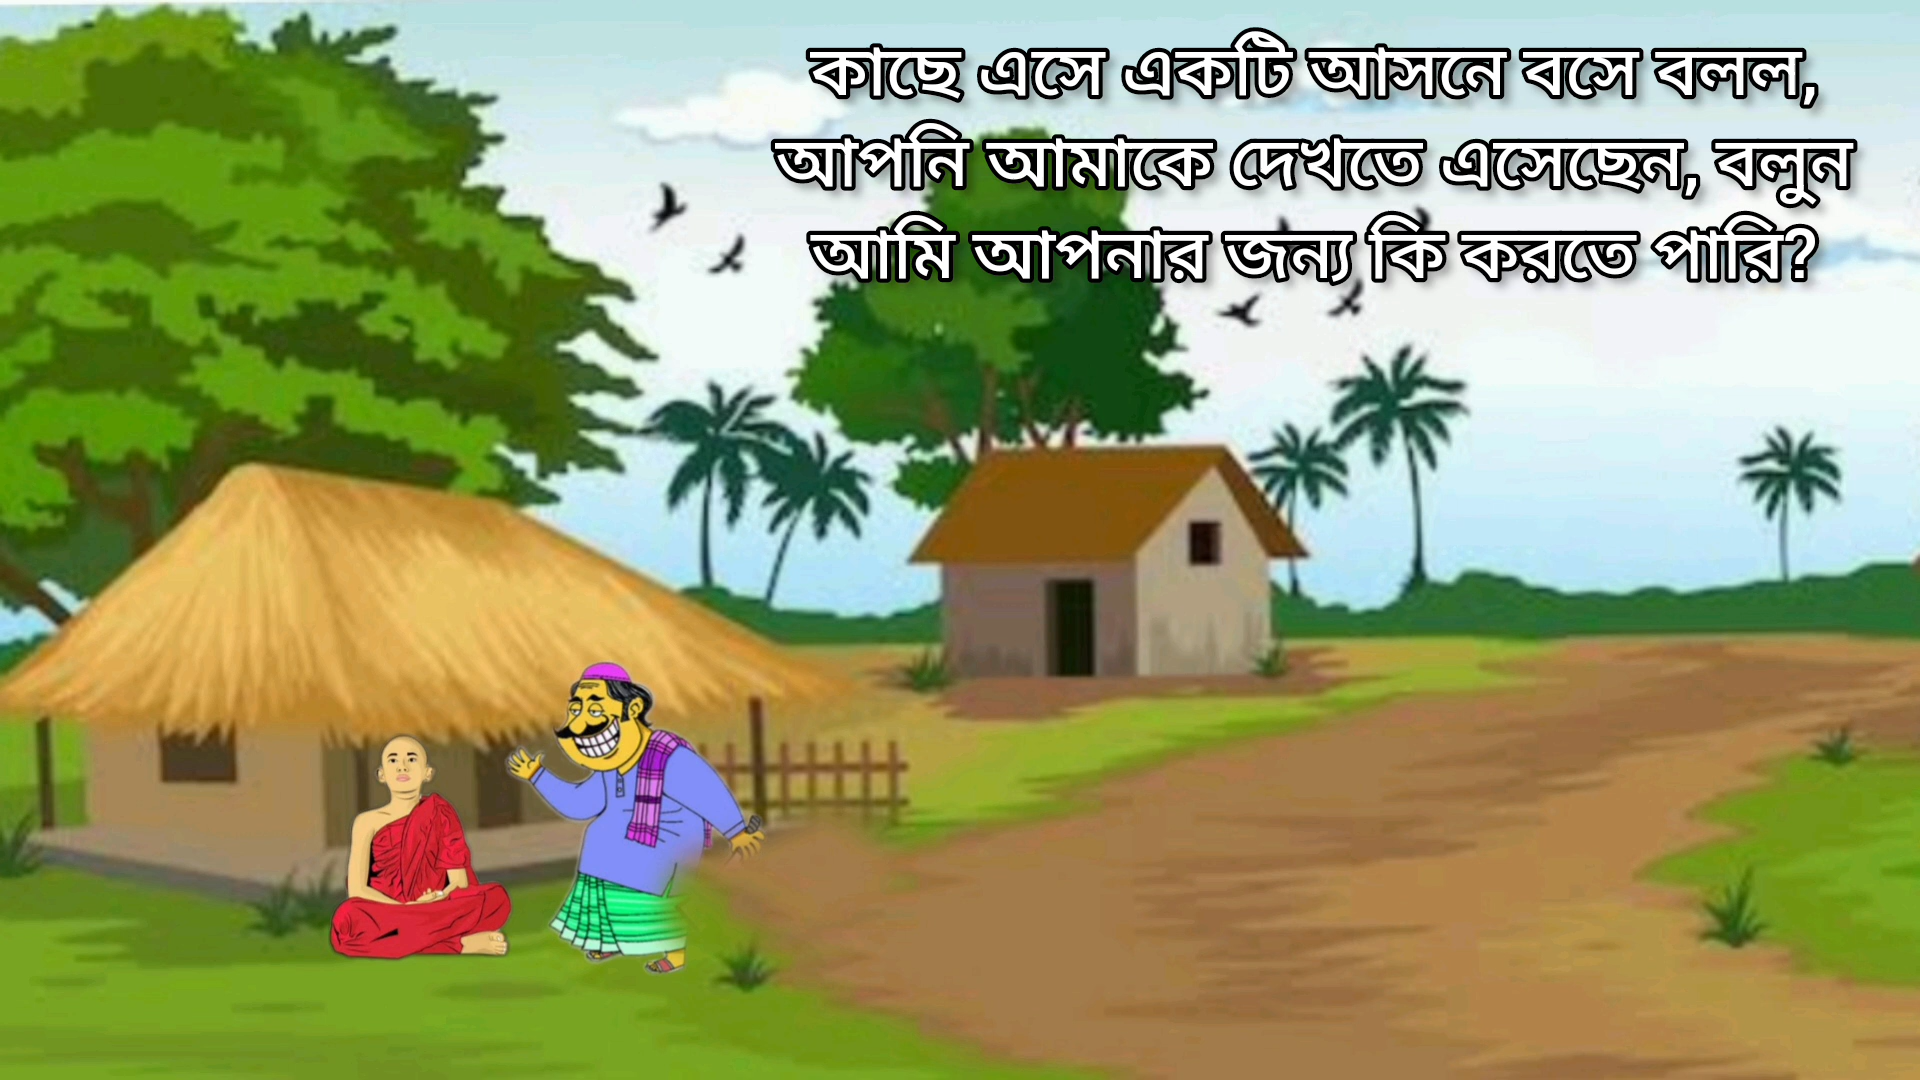 কাছে এসে একটি আসনে বসে বলল,
আপনি আমাকে দেখতে এসেছেন, বলুন
আমি আপনার জন্য কি করতে পারি?